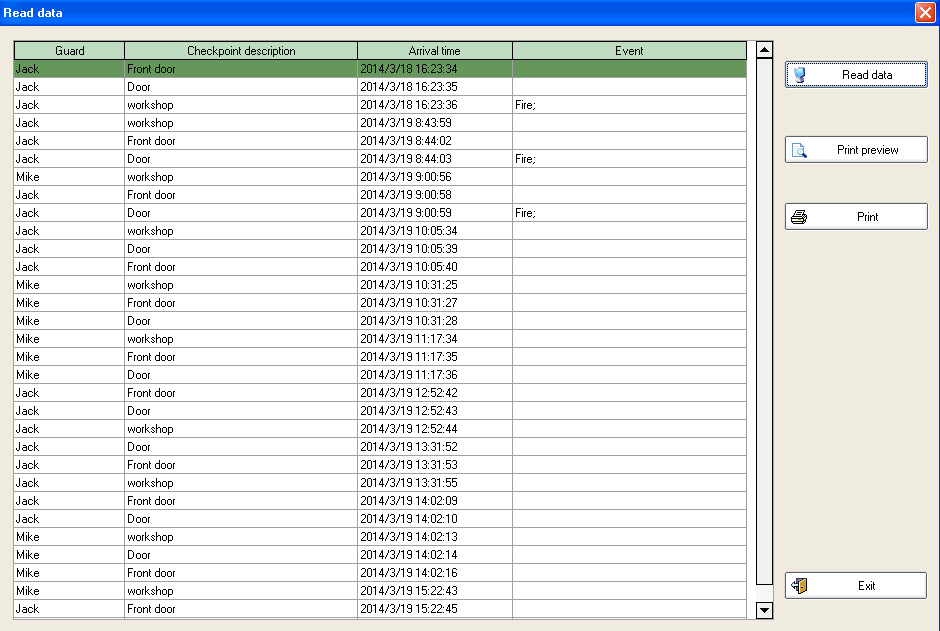 Read data
Guard Checkpoint description Arrival time Event
Jack Front door 2014/3/18 16:23:34
Jack Door 2014/3/18 16:23:35
Jack workshop 2014/3/18 16:23:36 Fire;
Jack workshop 2014/3/19 8:43:59
Jack Front door 2014/3/19 8:44:02
Jack Door 2014/3/19 8:44:03 Fire;
Mike workshop 2014/3/19 9:00:56
Jack Front door 2014/3/19 9:00:58
Jack Door 2014/3/19 9:00:59 Fire;
Jack workshop 2014/3/19 10:05:34
Jack Door 2014/3/19 10:05:39
Jack Front door 2014/3/19 10:05:40
Mike workshop 2014/3/19 10:31:25
Mike Front door 2014/3/19 10:31:27
Mike Door 2014/3/19 10:31:28
Mike workshop 2014/3/19 11:17:34
Mike Front door 2014/3/19 11:17:35
Mike Door 2014/3/19 11:17:36
Jack Front door 2014/3/19 12:52:42
Jack Door 2014/3/19 12:52:43
Jack workshop 2014/3/19 12:52:44
Jack Door 2014/3/19 13:31:52
Jack Front door 2014/3/19 13:31:53
Jack workshop 2014/3/19 13:31:55
Jack Front door 2014/3/19 14:02:09
Jack Door 2014/3/19 14:02:10
Mike workshop 2014/3/19 14:02:13
Mike Door 2014/3/19 14:02:14
Mike Front door 2014/3/19 14:02:16
Mike workshop 2014/3/19 15:22:43
Jack Front door 2014/3/19 15:22:45
Read data
Print preview
Print
Exit